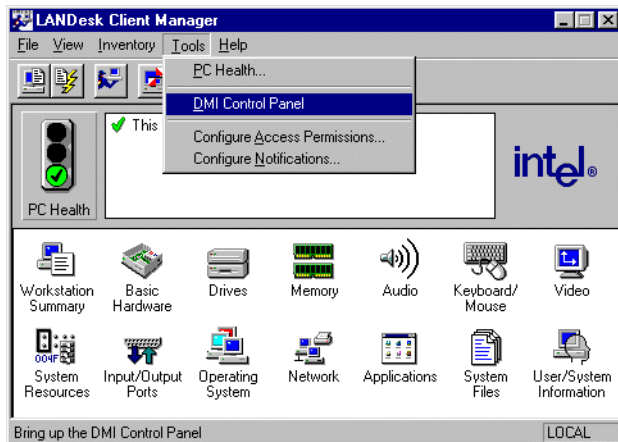 LANDesk Client Manager
File View Inventory Tools Help
PC Health...
DMI Control Panel
Configure Access Permissions...
Configure Notifications...
This
PC Health
intel®
Workstation Summary
Basic Hardware
Drives
Memory
Audio
Keyboard/ Mouse
Video
004F
System Resources
Input/Output Ports
Operating System
Network
Applications
System Files
User/System Information
Bring up the DMI Control Panel
LOCAL